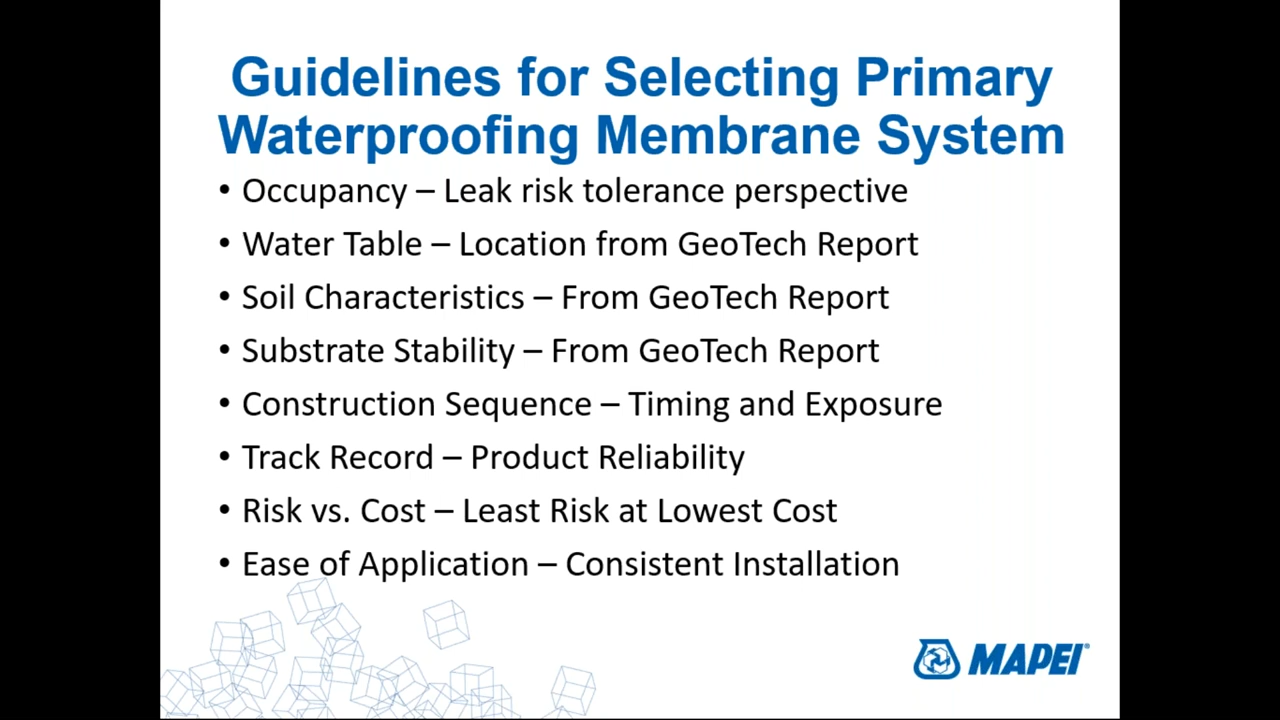 Guidelines for Selecting Primary
Waterproofing Membrane System
• Occupancy – Leak risk tolerance perspective
• Water Table – Location from GeoTech Report
• Soil Characteristics – From GeoTech Report
• Substrate Stability – From GeoTech Report
• Construction Sequence – Timing and Exposure
• Track Record – Product Reliability
• Risk vs. Cost – Least Risk at Lowest Cost
• Ease of Application – Consistent Installation
MAPEI®